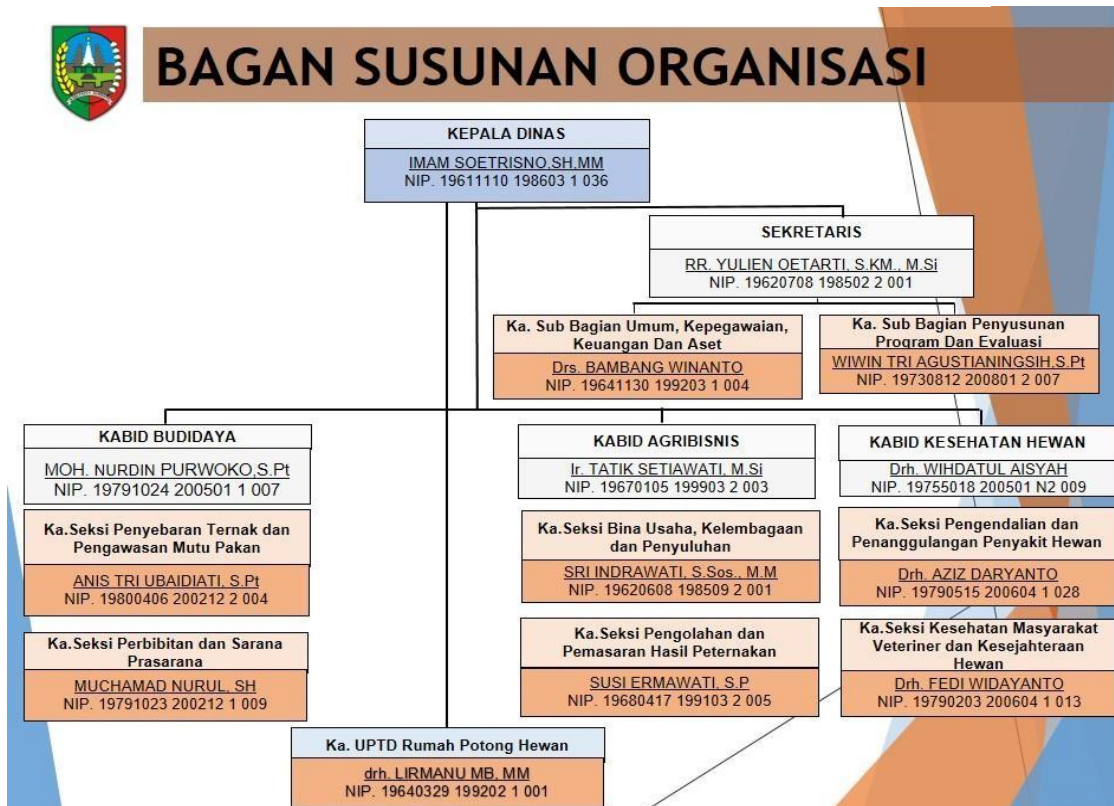 BAGAN SUSUNAN ORGANISASI
KEPALA DINAS
IMAM SOETRISNO,SH,MM
NIP. 19611110 198603 1 036
SEKRETARIS
RR. YULIEN OETARTI, S.KM., M.Si
NIP. 19620708 198502 2 001
Ka. Sub Bagian Umum, Kepegawaian,
Keuangan Dan Aset
Drs. BAMBANG WINANTO
NIP. 19641130 199203 1 004
Ka. Sub Bagian Penyusunan
Program Dan Evaluasi
WIWIN TRI AGUSTIANINGSIH,S.Pt
NIP. 19730812 200801 2 007
KABID BUDIDAYA
MOH. NURDIN PURWOKO,S.Pt
NIP. 19791024 200501 1 007
Ka.Seksi Penyebaran Ternak dan
Pengawasan Mutu Pakan
ANIS TRI UBAIDIATI, S.Pt
NIP. 19800406 200212 2 004
Ka.Seksi Perbibitan dan Sarana
Prasarana
MUCHAMAD NURUL, SH
NIP. 19791023 200212 1 009
KABID AGRIBISNIS
Ir. TATIK SETIAWATI, M.Si
NIP. 19670105 199903 2 003
Ka.Seksi Bina Usaha, Kelembagaan
dan Penyuluhan
SRI INDRAWATI, S.Sos., M.M
NIP. 19620608 198509 2 001
Ka.Seksi Pengolahan dan
Pemasaran Hasil Peternakan
SUSI ERMAWATI, S.P
NIP. 19680417 199103 2 005
KABID KESEHATAN HEWAN
Drh. WIHDATUL AISYAH
NIP. 19755018 200501 N2 009
Ka.Seksi Pengendalian dan
Penanggulangan Penyakit Hewan
Drh. AZIZ DARYANTO
NIP. 19790515 200604 1 028
Ka.Seksi Kesehatan Masyarakat
Veteriner dan Kesejahteraan
Hewan
Drh. FEDI WIDAYANTO
NIP. 19790203 200604 1 013
Ka. UPTD Rumah Potong Hewan
drh. LIRMANU MB, MM
NIP. 19640329 199202 1 001